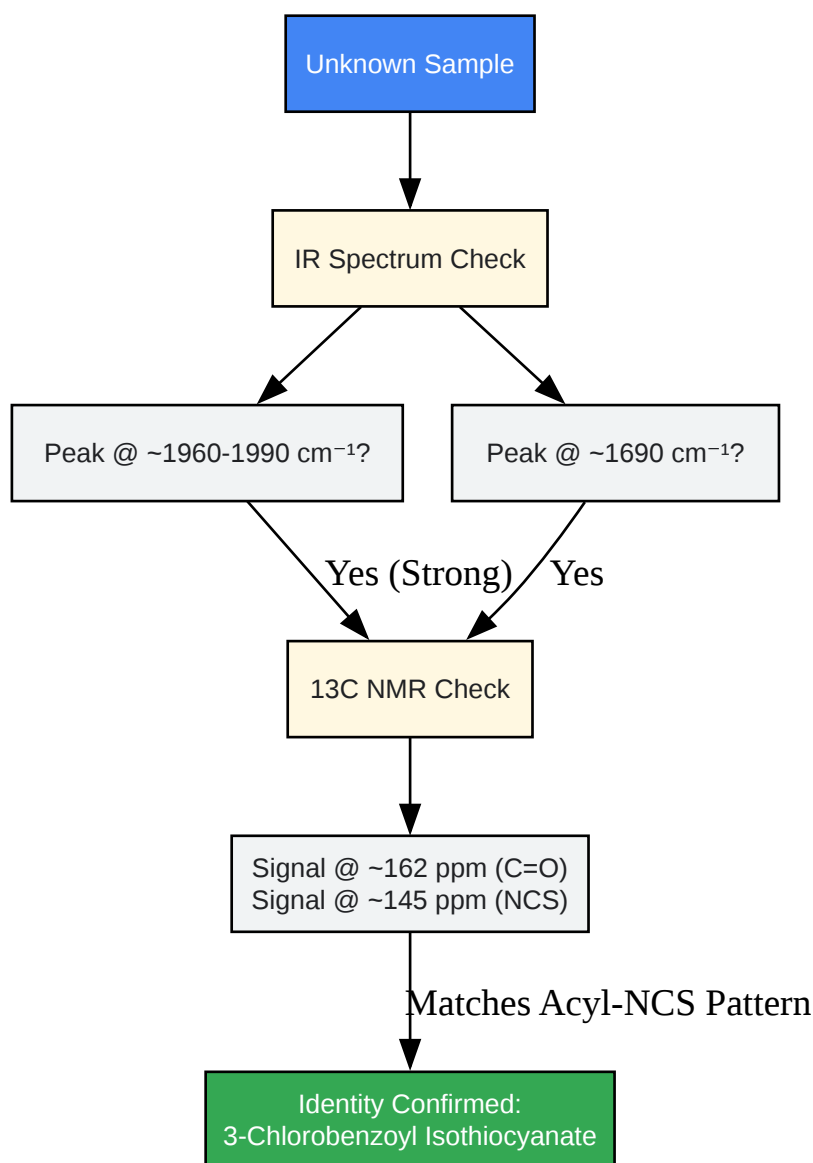 Unknown Sample
IR Spectrum Check
Peak @ ~1960-1990 cm⁻¹?
Peak @ ~1690 cm⁻¹?
Yes (Strong)
Yes
13C NMR Check
Signal @ ~162 ppm (C=O)
Signal @ ~145 ppm (NCS)
Matches Acyl-NCS Pattern
Identity Confirmed:
3-Chlorobenzoyl Isothiocyanate